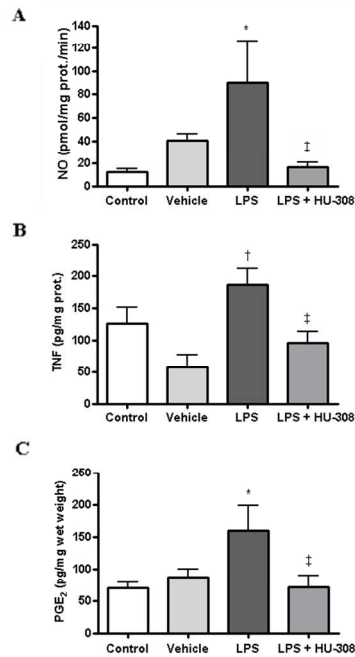 A
NO (pmol/mg prot./min)
140
120
100
80
60
40
20
0
*
‡
Control Vehicle LPS LPS + HU-308
B
TNF (pg/mg prot.)
250
200
150
100
50
0
†
‡
Control Vehicle LPS LPS + HU-308
C
PGE₂ (pg/mg wet weight)
250
200
150
100
50
0
*
‡
Control Vehicle LPS LPS + HU-308